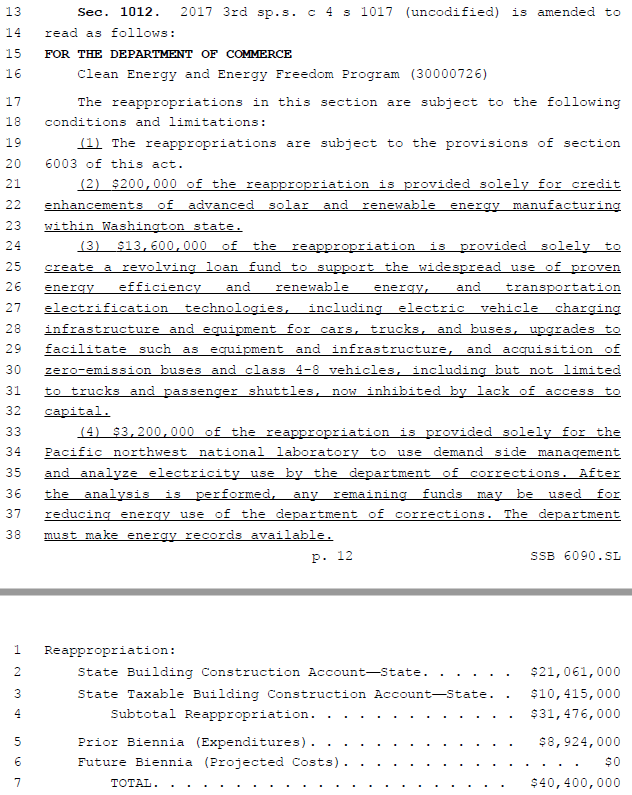 13 Sec. 1012. 2017 3rd sp.s. c 4 s 1017 (uncodified) is amended to
14 read as follows:
15 FOR THE DEPARTMENT OF COMMERCE
16 Clean Energy and Energy Freedom Program (30000726)
17 The reappropriations in this section are subject to the following
18 conditions and limitations:
19 (1) The reappropriations are subject to the provisions of section
20 6003 of this act.
21 (2) $200,000 of the reappropriation is provided solely for credit
22 enhancements of advanced solar and renewable energy manufacturing
23 within Washington state.
24 (3) $13,600,000 of the reappropriation is provided solely to
25 create a revolving loan fund to support the widespread use of proven
26 energy efficiency and renewable energy, and transportation
27 electrification technologies, including electric vehicle charging
28 infrastructure and equipment for cars, trucks, and buses, upgrades to
29 facilitate such as equipment and infrastructure, and acquisition of
30 zero-emission buses and class 4-8 vehicles, including but not limited
31 to trucks and passenger shuttles, now inhibited by lack of access to
32 capital.
33 (4) $3,200,000 of the reappropriation is provided solely for the
34 Pacific northwest national laboratory to use demand side management
35 and analyze electricity use by the department of corrections. After
36 the analysis is performed, any remaining funds may be used for
37 reducing energy use of the department of corrections. The department
38 must make energy records available.
p. 12 SSB 6090.SL
1 Reappropriation:
2 State Building Construction Account—State. . . . . . $21,061,000
3 State Taxable Building Construction Account—State. . $10,415,000
4 Subtotal Reappropriation. . . . . . . . . . . . . $31,476,000
5 Prior Biennia (Expenditures). . . . . . . . . . . . . $8,924,000
6 Future Biennia (Projected Costs). . . . . . . . . . . . . $0
7 TOTAL. . . . . . . . . . . . . . . . . . . . . . $40,400,000